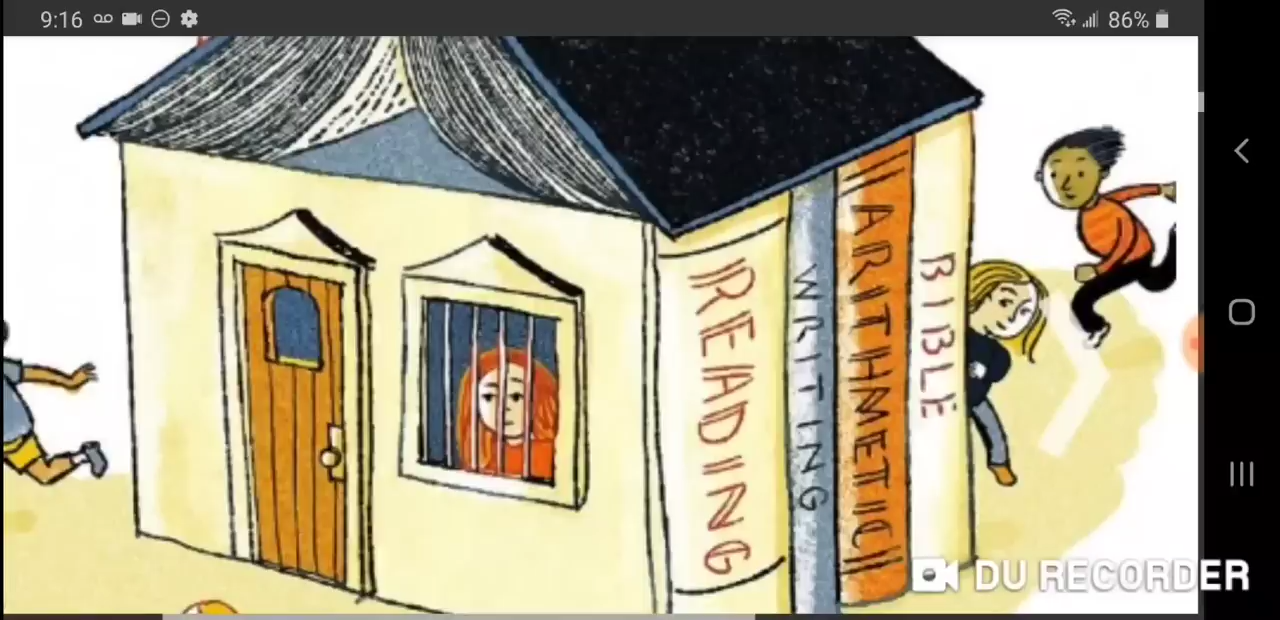 9:16
86%
READING
WRITING
ARITHMETIC
BIBLE
DU RECORDER